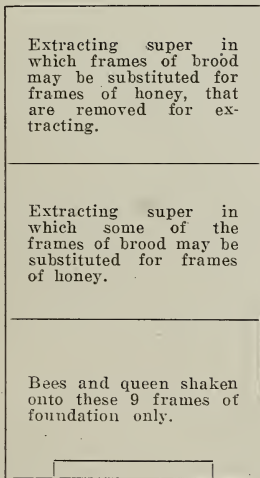 Extracting super in
which frames of brood
may be substituted for
frames of honey, that
are removed for ex-
tracting.
Extracting super in
which some of the
frames of brood may be
substituted for frames
of honey.
Bees and queen shaken
onto these 9 frames of
foundation only.